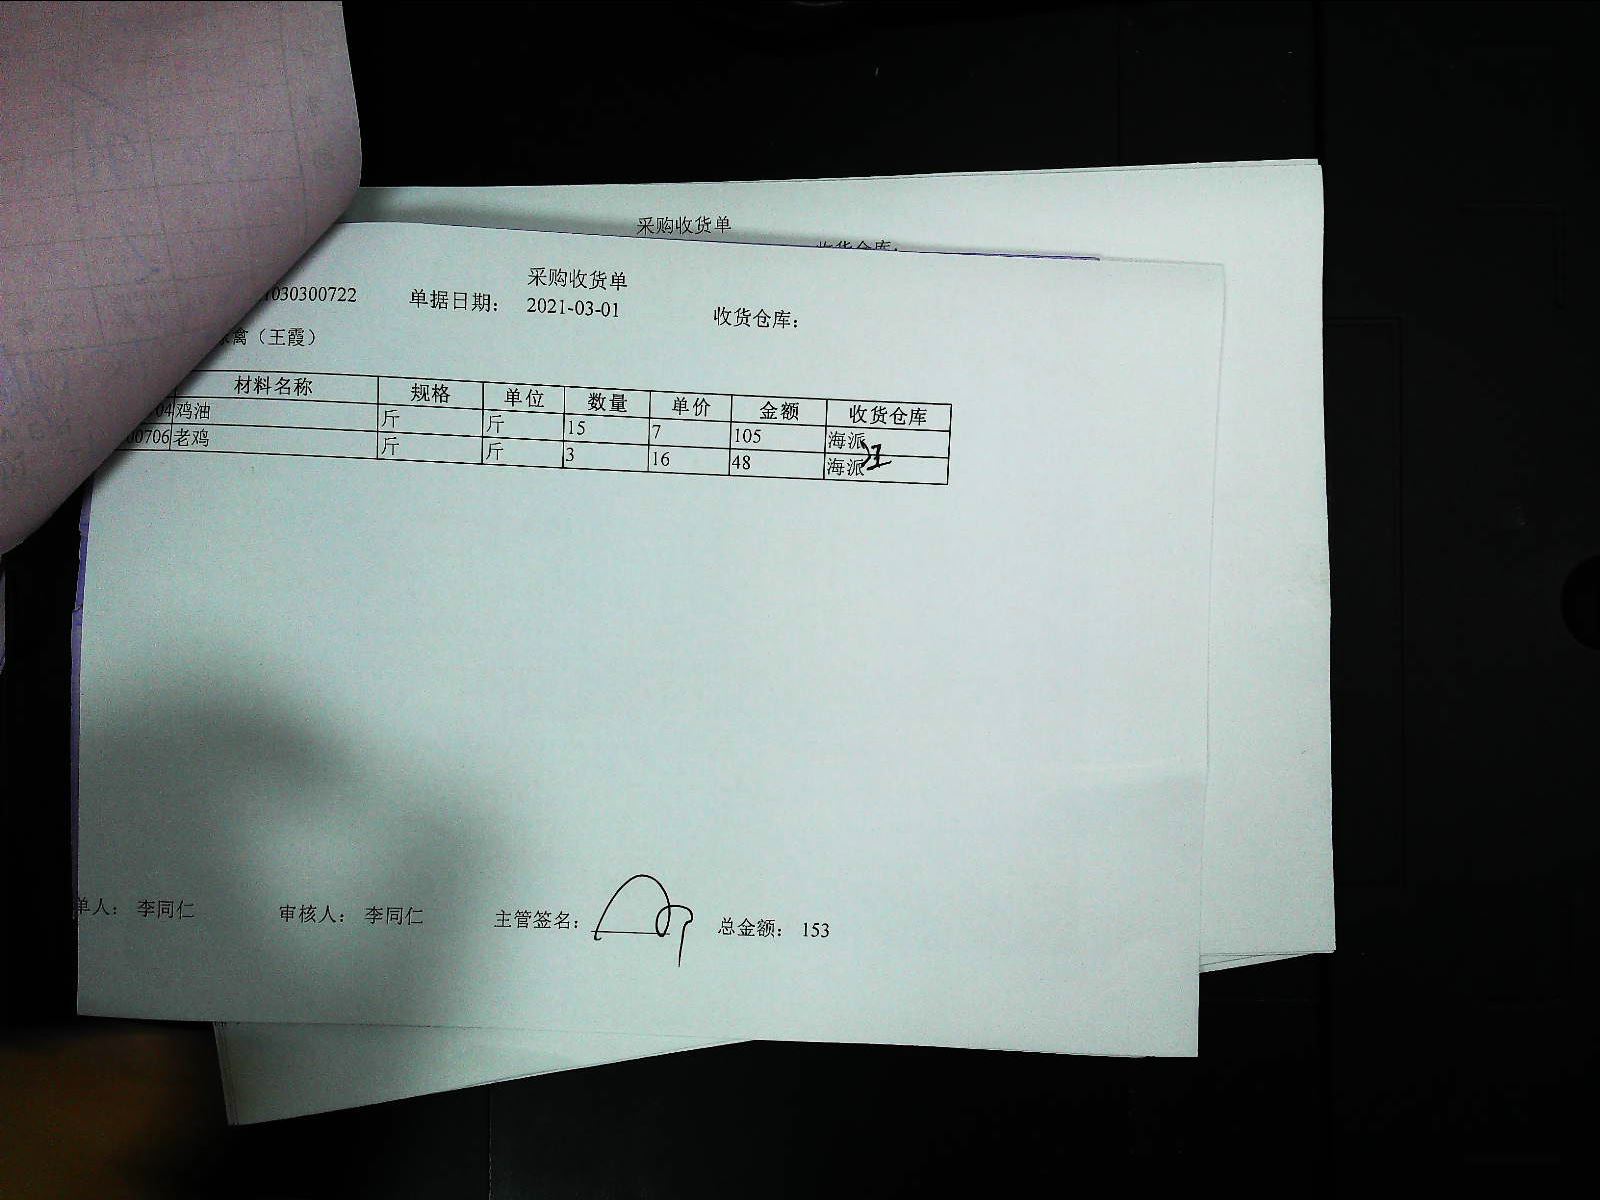 采购收货单
采购收货单
030300722 单据日期： 2021-03-01 收货仓库：
禽（王霞）
材料名称 规格 单位 数量 单价 金额 收货仓库
04 鸡油 斤 斤 15 7 105 海派
00706 老鸡 斤 斤 3 16 48 海派
单人： 李同仁 审核人： 李同仁 主管签名： 总金额： 153